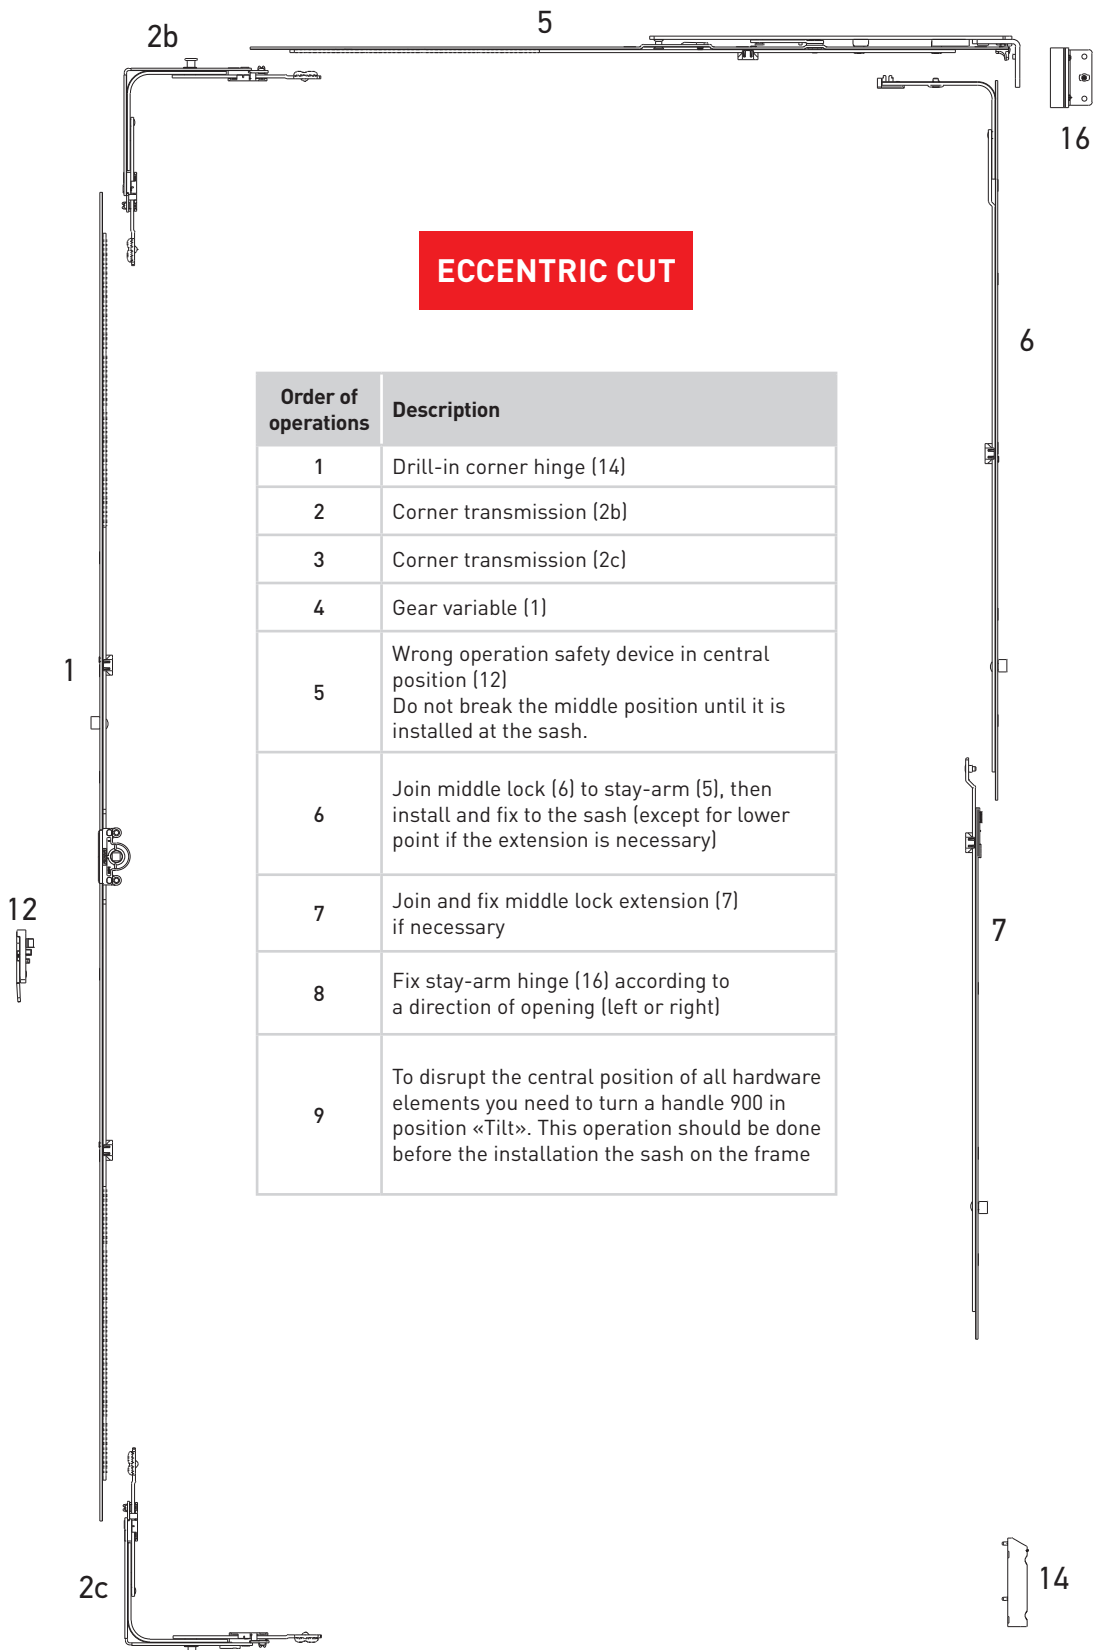 5
2b
16
ECCENTRIC CUT
6
Order of
operations
Description
1
Drill-in corner hinge (14)
2
Corner transmission (2b)
3
Corner transmission (2c)
4
Gear variable (1)
5
Wrong operation safety device in central
position (12)
Do not break the middle position until it is
installed at the sash.
6
Join middle lock (6) to stay-arm (5), then
install and fix to the sash (except for lower
point if the extension is necessary)
7
Join and fix middle lock extension (7)
if necessary
8
Fix stay-arm hinge (16) according to
a direction of opening (left or right)
9
To disrupt the central position of all hardware
elements you need to turn a handle 900 in
position «Tilt». This operation should be done
before the installation the sash on the frame
1
12
7
2c
14